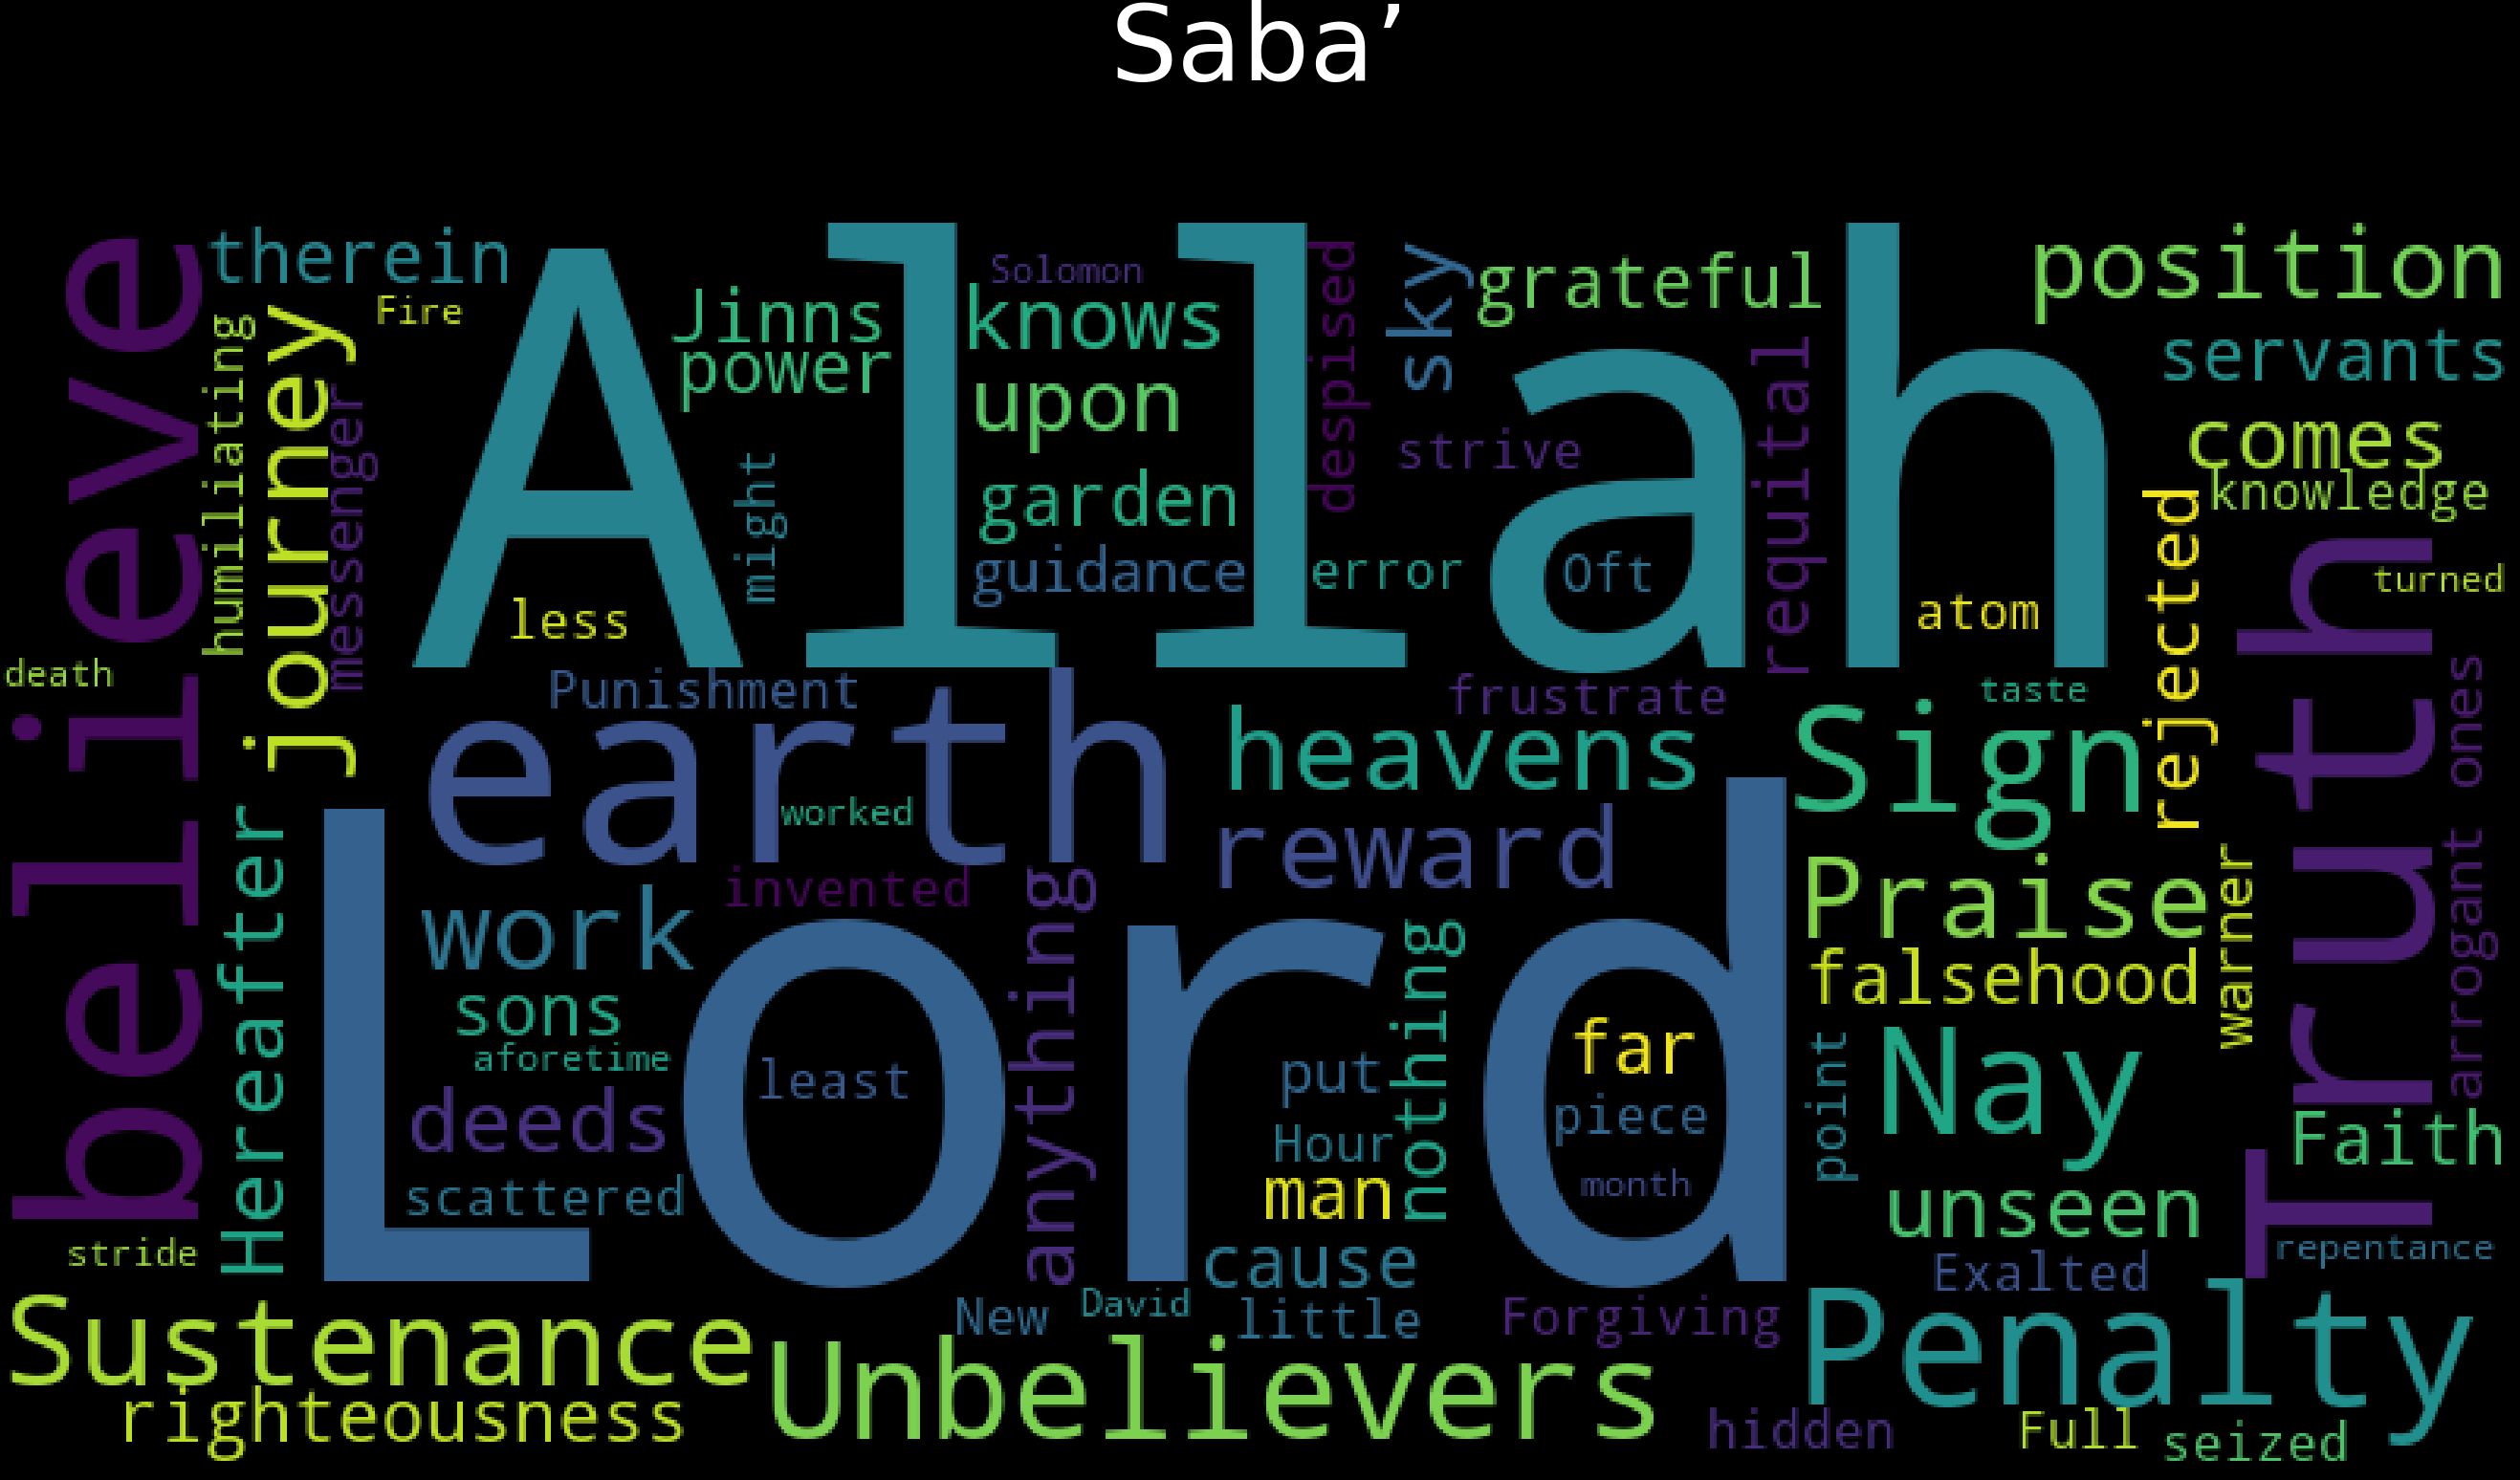 Saba’
believe
therein
Fire
humiliating
journey
messenger
Allah
Jinns
power
might
less
Solomon
knows
upon
garden
guidance
despised
sky
grateful
strive
error
Oft
requital
atom
position
servants
comes
knowledge
rejected
turned
Truth
arrogant ones
death
Punishment
earth
frustrate
heavens
taste
Sign
worked
reward
invented
Praise
warner
Hereafter
work
Lord
anything
nothing
falsehood
sons
aforetime
least
far
put
piece
point
Nay
deeds
Hour
Faith
scattered
man
month
unseen
stride
cause
Exalted
repentance
Sustenance
New
David
little
Forgiving
Penalty
righteousness
Unbelievers
hidden
Full
seized